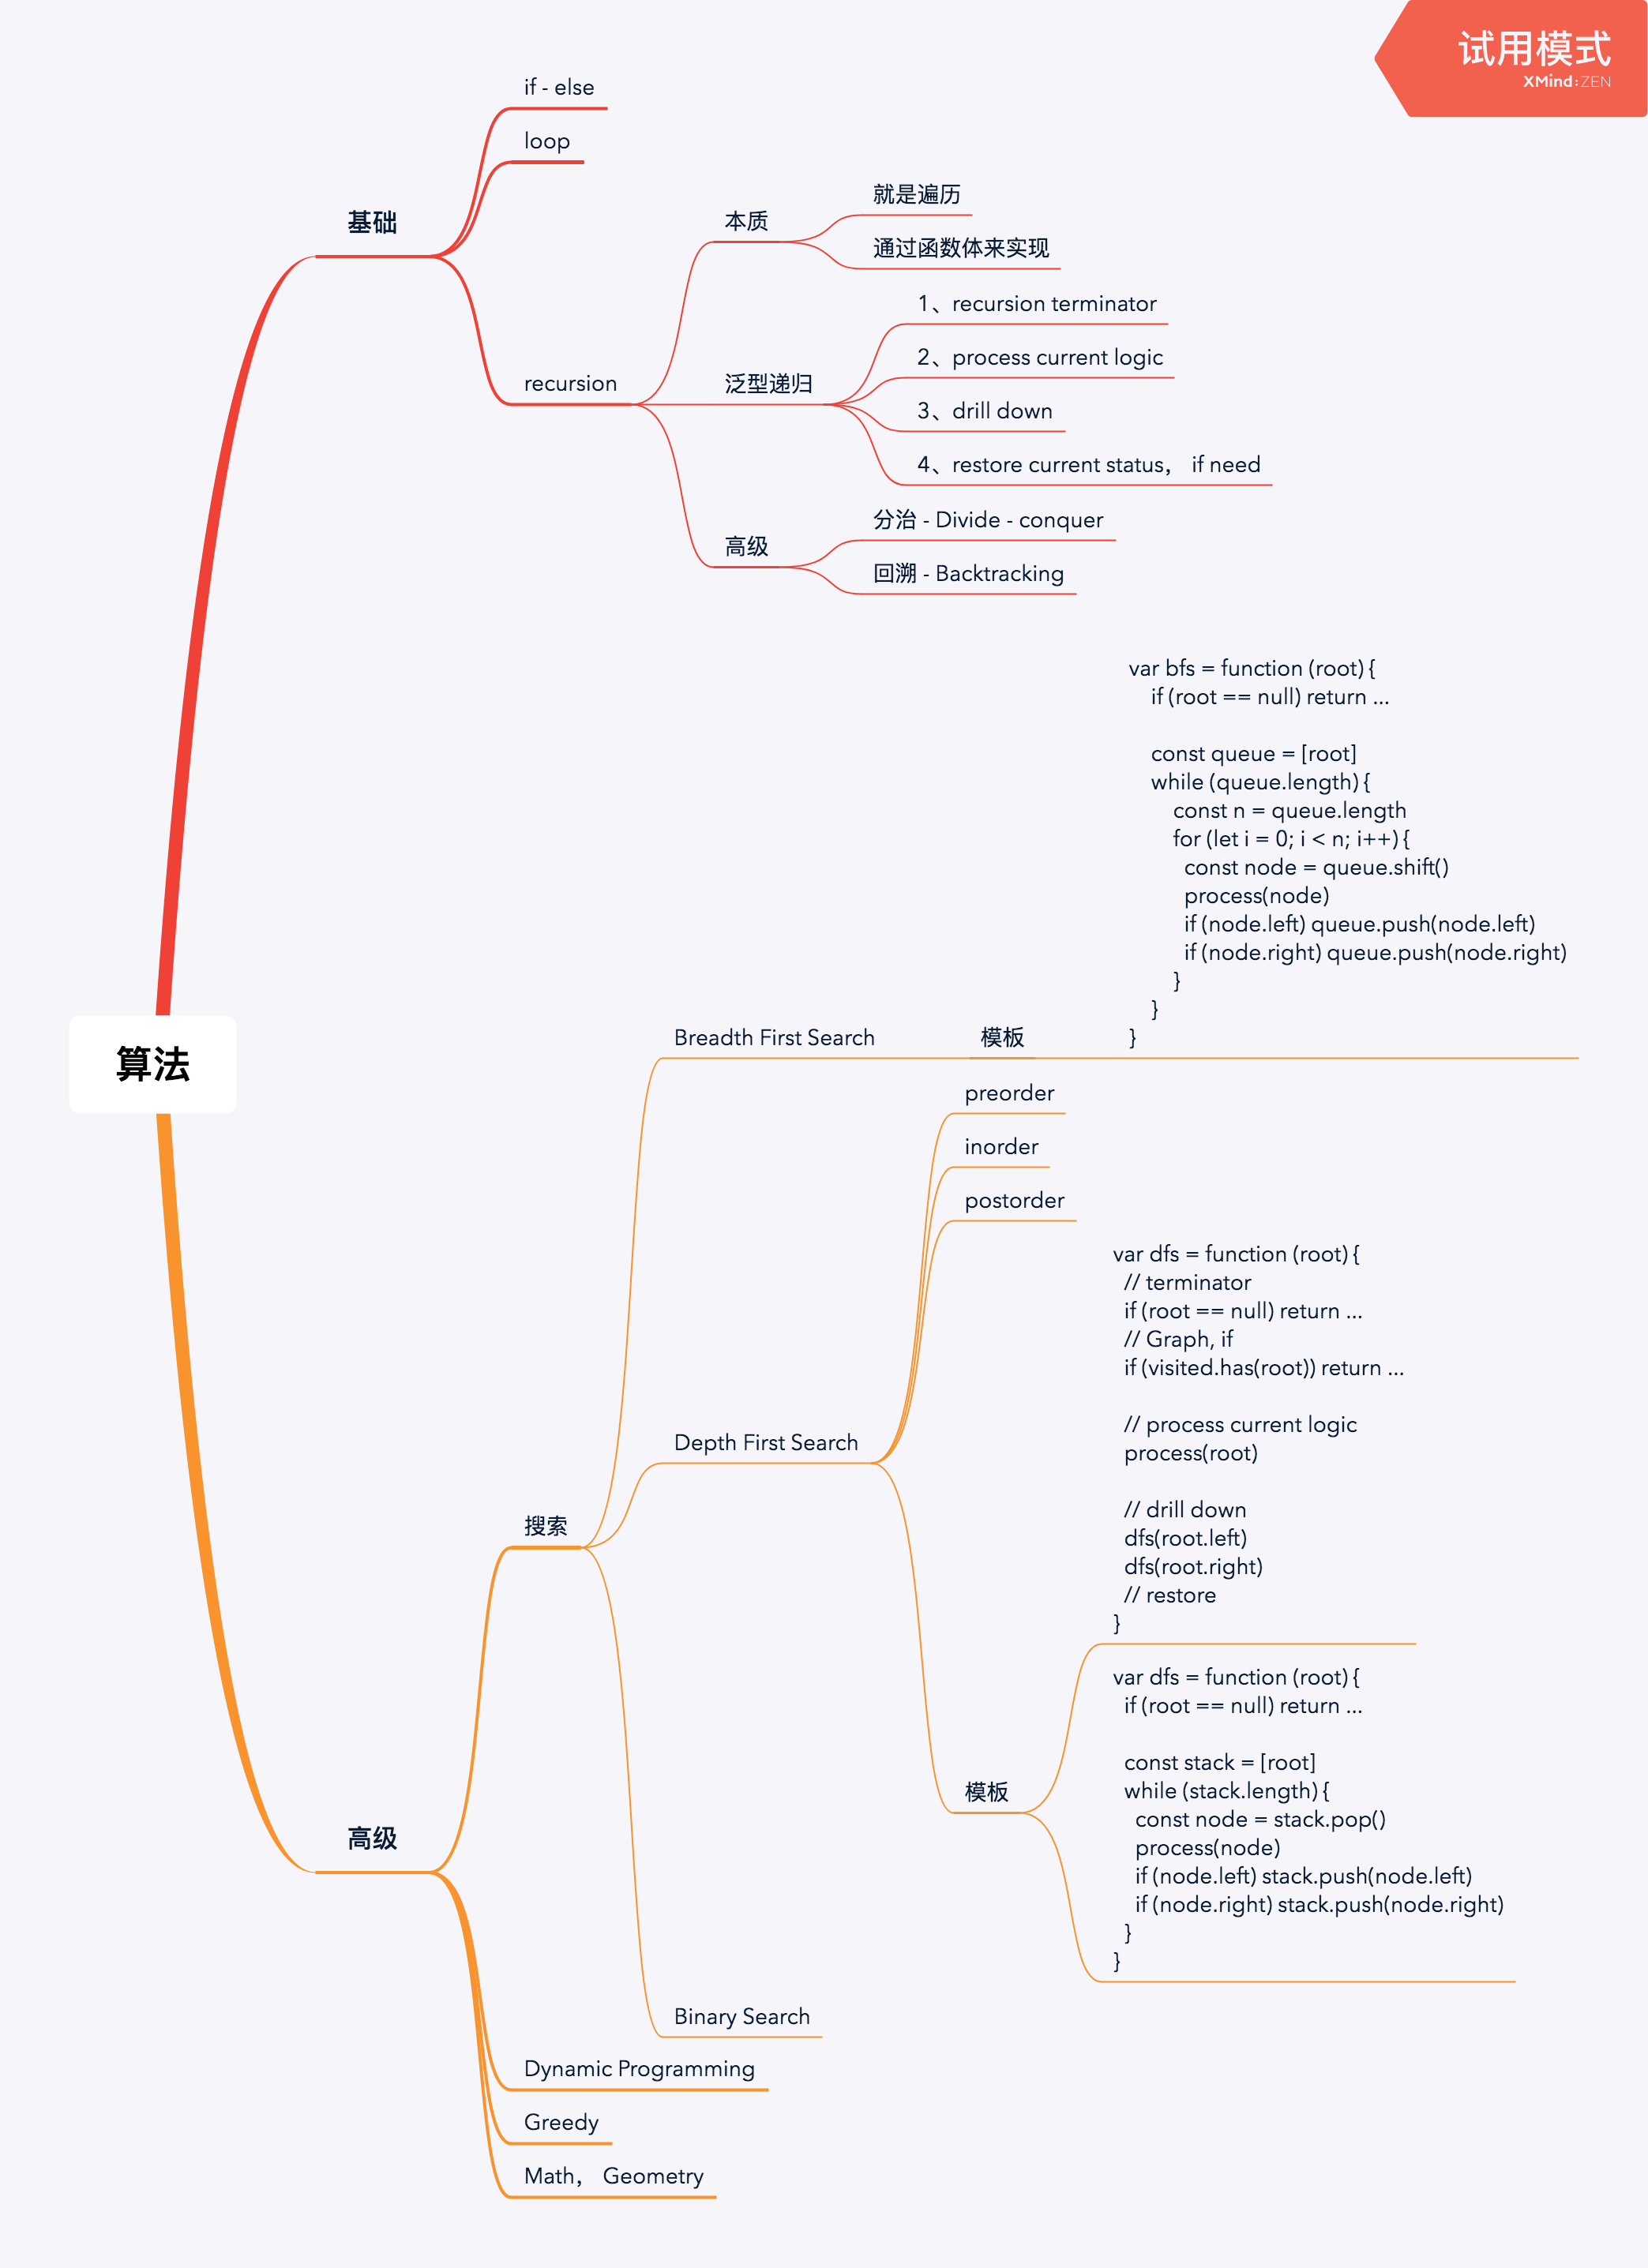 试用模式
XMind:ZEN
算法
基础
if - else
loop
recursion
本质
就是遍历
通过函数体来实现
泛型递归
1、recursion terminator
2、process current logic
3、drill down
4、restore current status， if need
高级
分治 - Divide - conquer
回溯 - Backtracking
高级
搜索
Breadth First Search
模板
var bfs = function (root) {
    if (root == null) return ...
    const queue = [root]
    while (queue.length) {
        const n = queue.length
        for (let i = 0; i < n; i++) {
          const node = queue.shift()
          process(node)
          if (node.left) queue.push(node.left)
          if (node.right) queue.push(node.right)
        }
    }
}
Depth First Search
preorder
inorder
postorder
模板
var dfs = function (root) {
  // terminator
  if (root == null) return ...
  // Graph, if
  if (visited.has(root)) return ...
  // process current logic
  process(root)
  // drill down
  dfs(root.left)
  dfs(root.right)
  // restore
}
var dfs = function (root) {
  if (root == null) return ...
  const stack = [root]
  while (stack.length) {
    const node = stack.pop()
    process(node)
    if (node.left) stack.push(node.left)
    if (node.right) stack.push(node.right)
  }
}
Binary Search
Dynamic Programming
Greedy
Math， Geometry